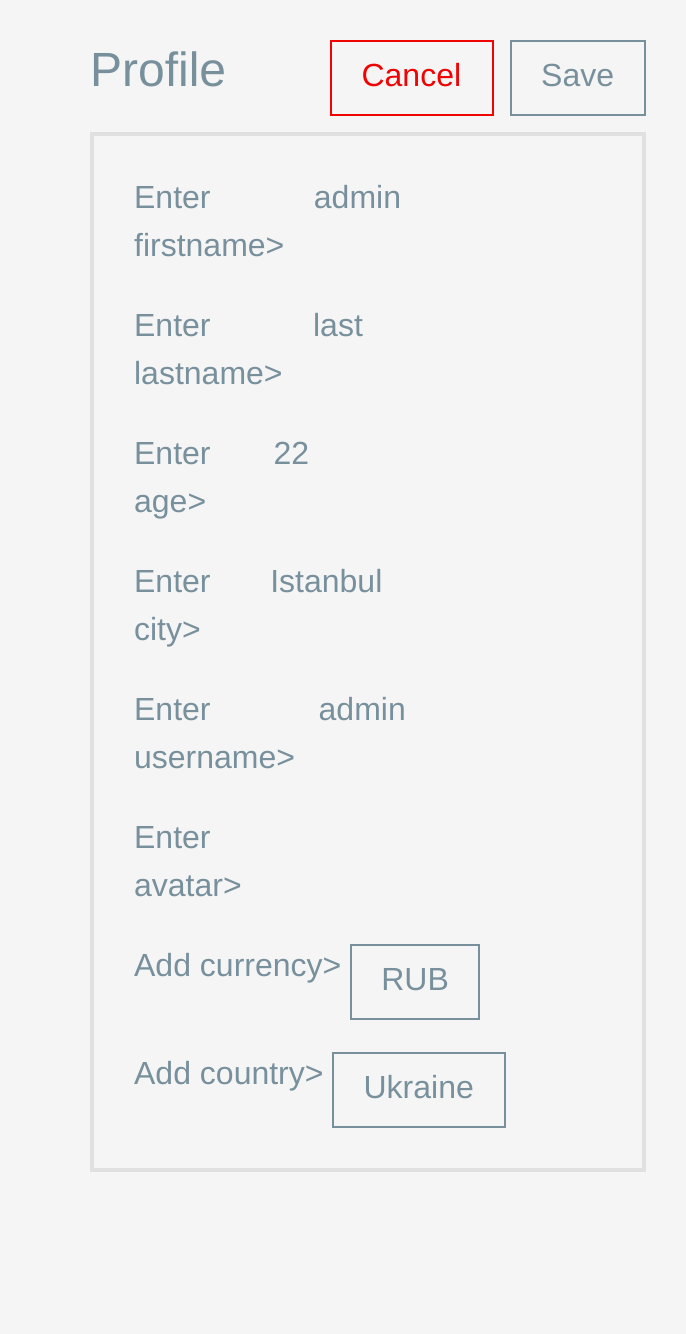 Profile Cancel Save
Enter admin
firstname>
Enter last
lastname>
Enter 22
age>
Enter Istanbul
city>
Enter admin
username>
Enter
avatar>
Add currency> RUB
Add country> Ukraine